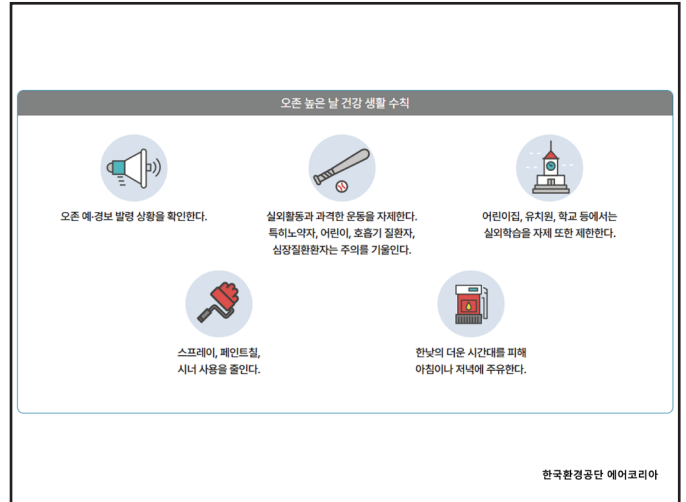 오존 높은 날 건강 생활 수칙
오존 예·경보 발령 상황을 확인한다.
실외활동과 과격한 운동을 자제한다.
특히노약자, 어린이, 호흡기 질환자,
심장질환환자는 주의를 기울인다.
어린이집, 유치원, 학교 등에서는
실외학습을 자제 또한 제한한다.
스프레이, 페인트칠,
시너 사용을 줄인다.
한낮의 더운 시간대를 피해
아침이나 저녁에 주유한다.
한국환경공단 에어코리아